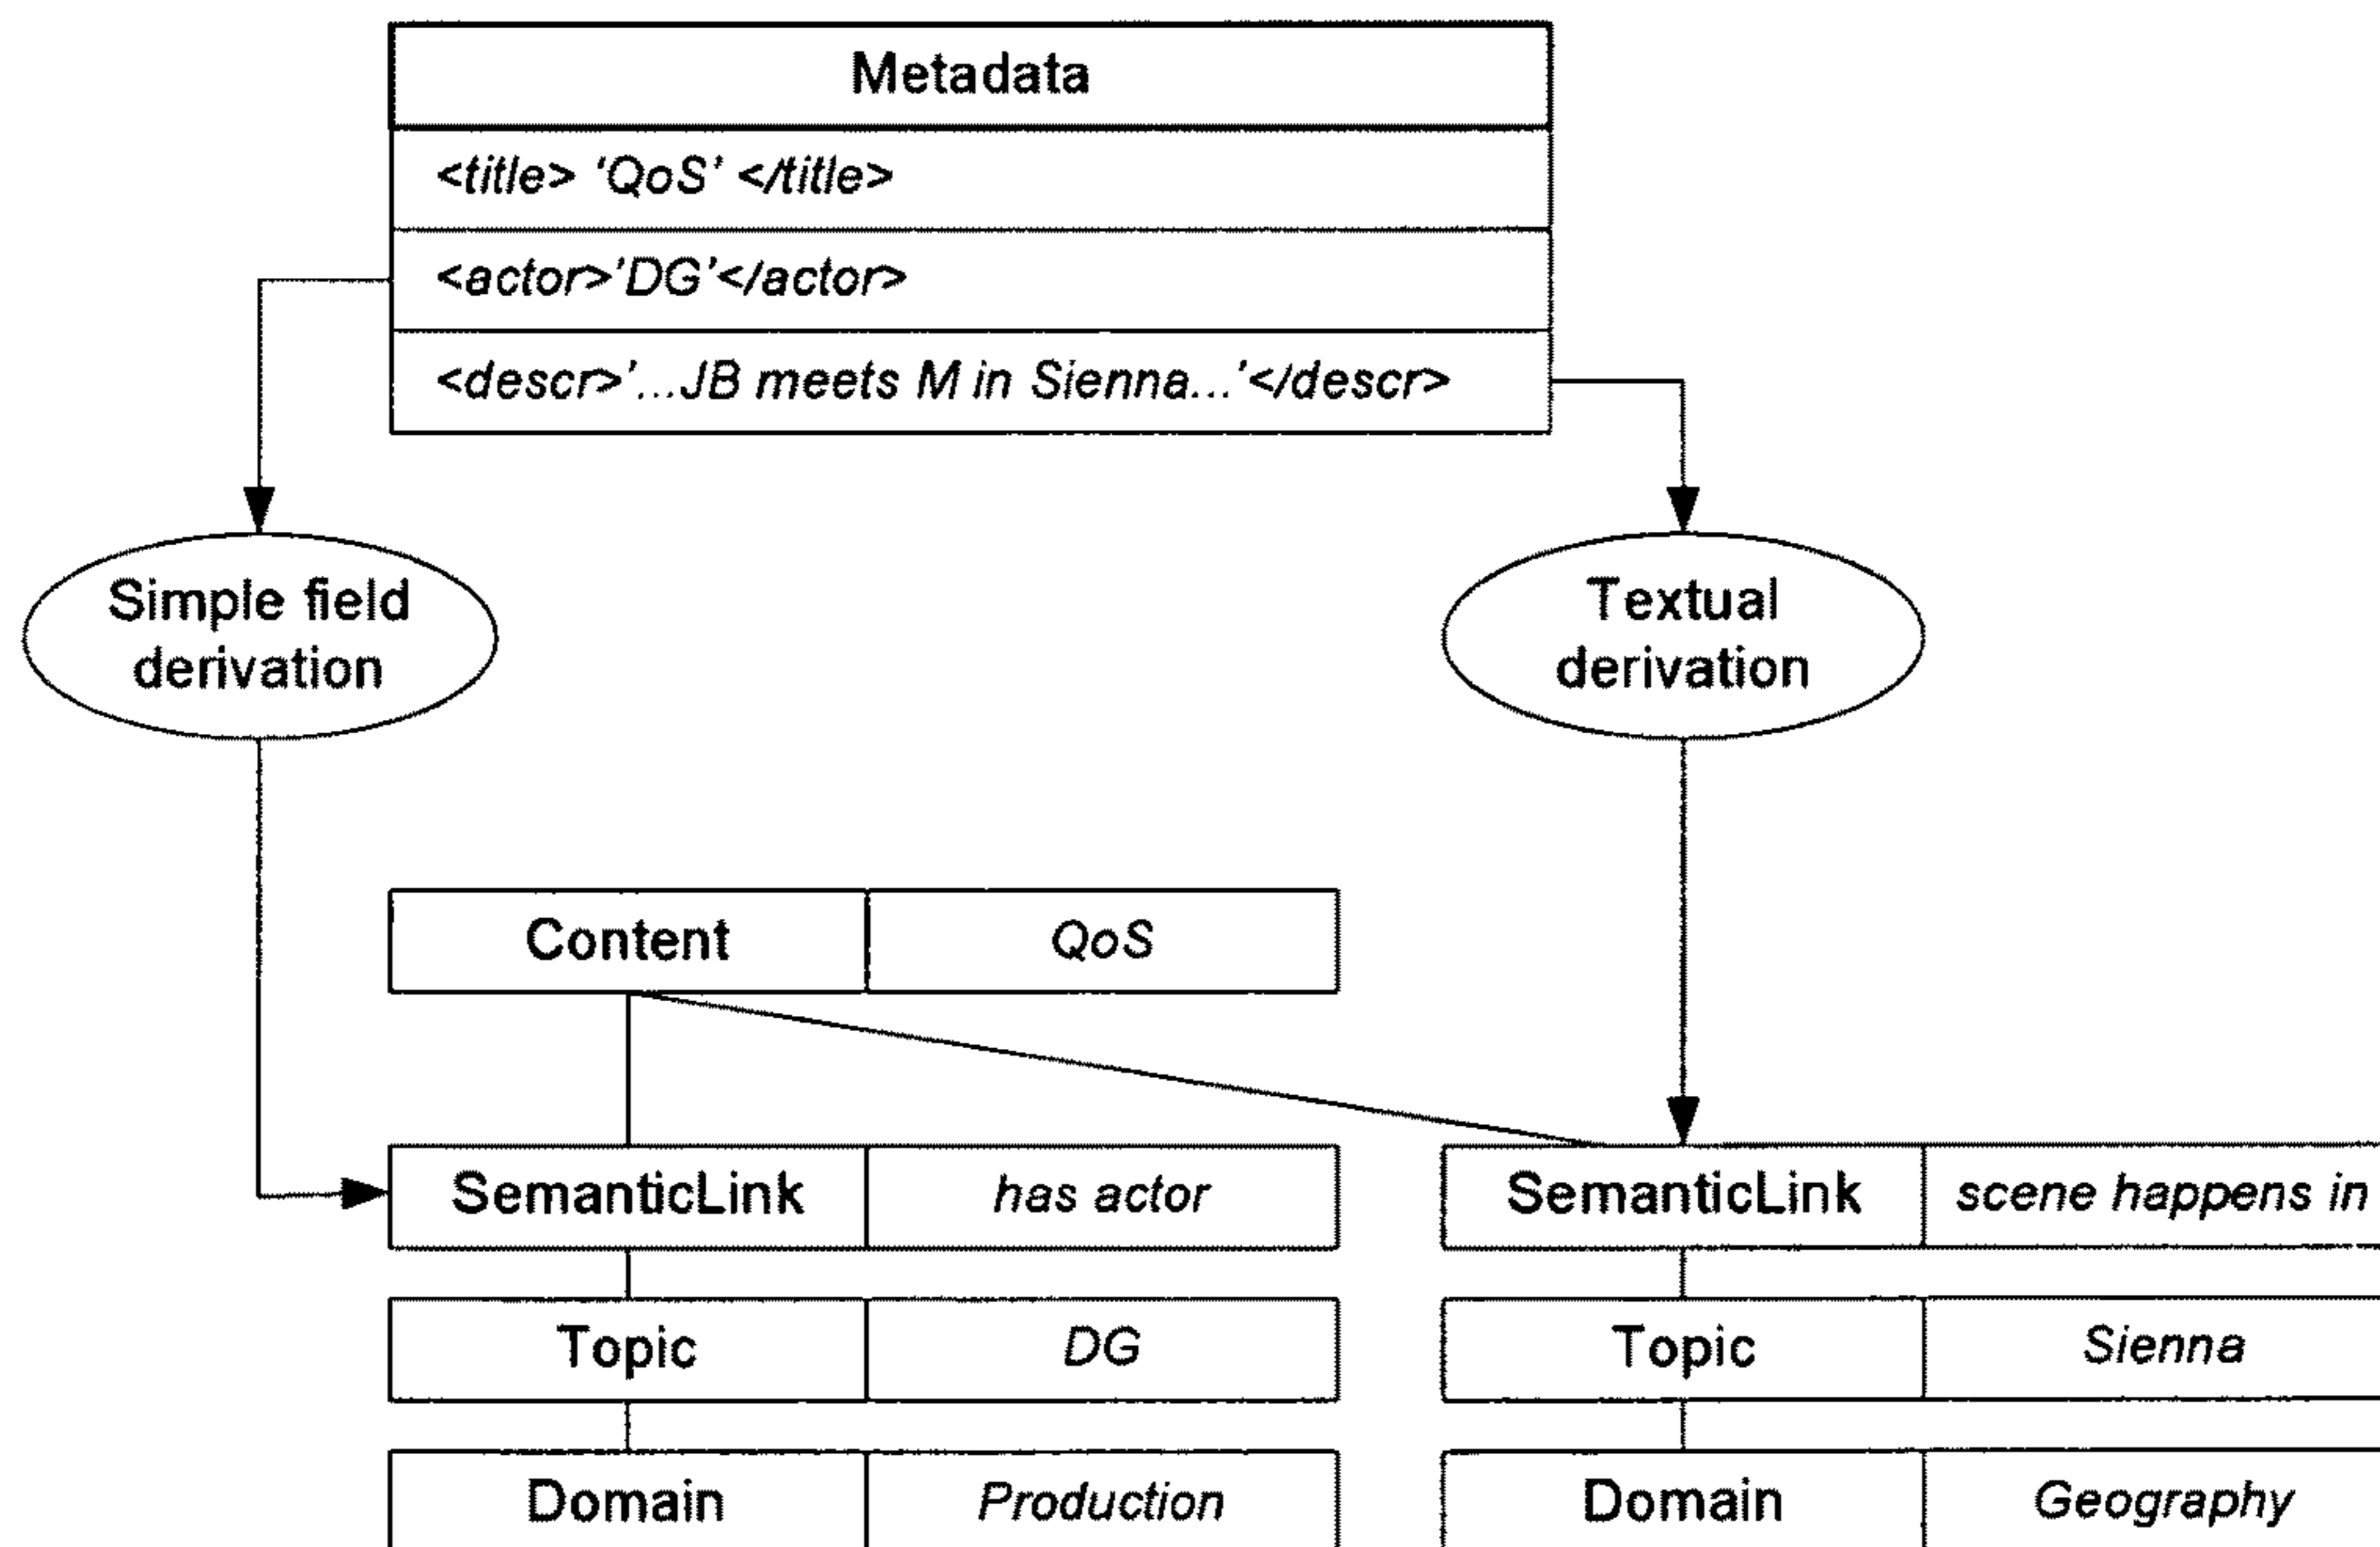 Metadata
<title> 'QoS' </title>
<actor>'DG'</actor>
<descr>'...JB meets M in Sienna...'</descr>
Simple field
derivation
Textual
derivation
Content QoS
SemanticLink has actor
SemanticLink scene happens in
Topic DG
Topic Sienna
Domain Production
Domain Geography